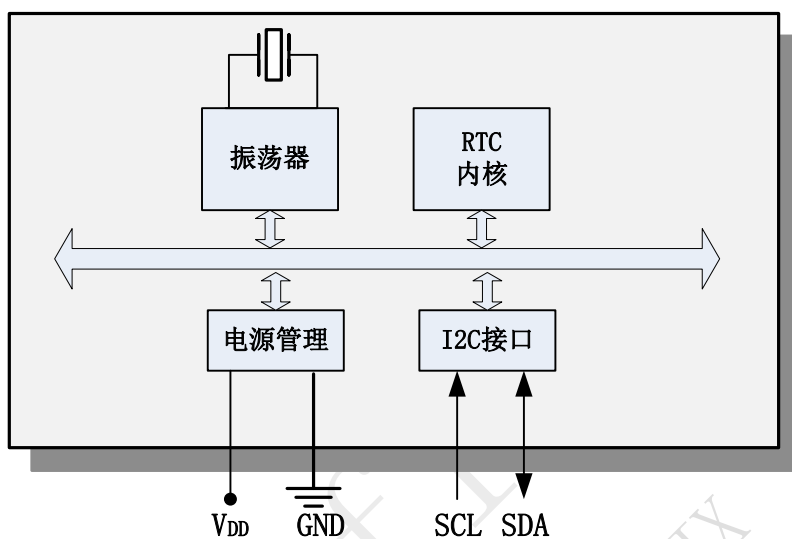 振荡器
RTC
内核
电源管理
I2C接口
VDD
GND
SCL
SDA